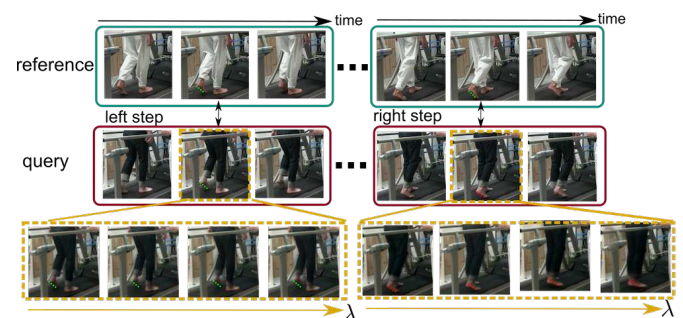 time
time
reference
left step
right step
query
λ
λ